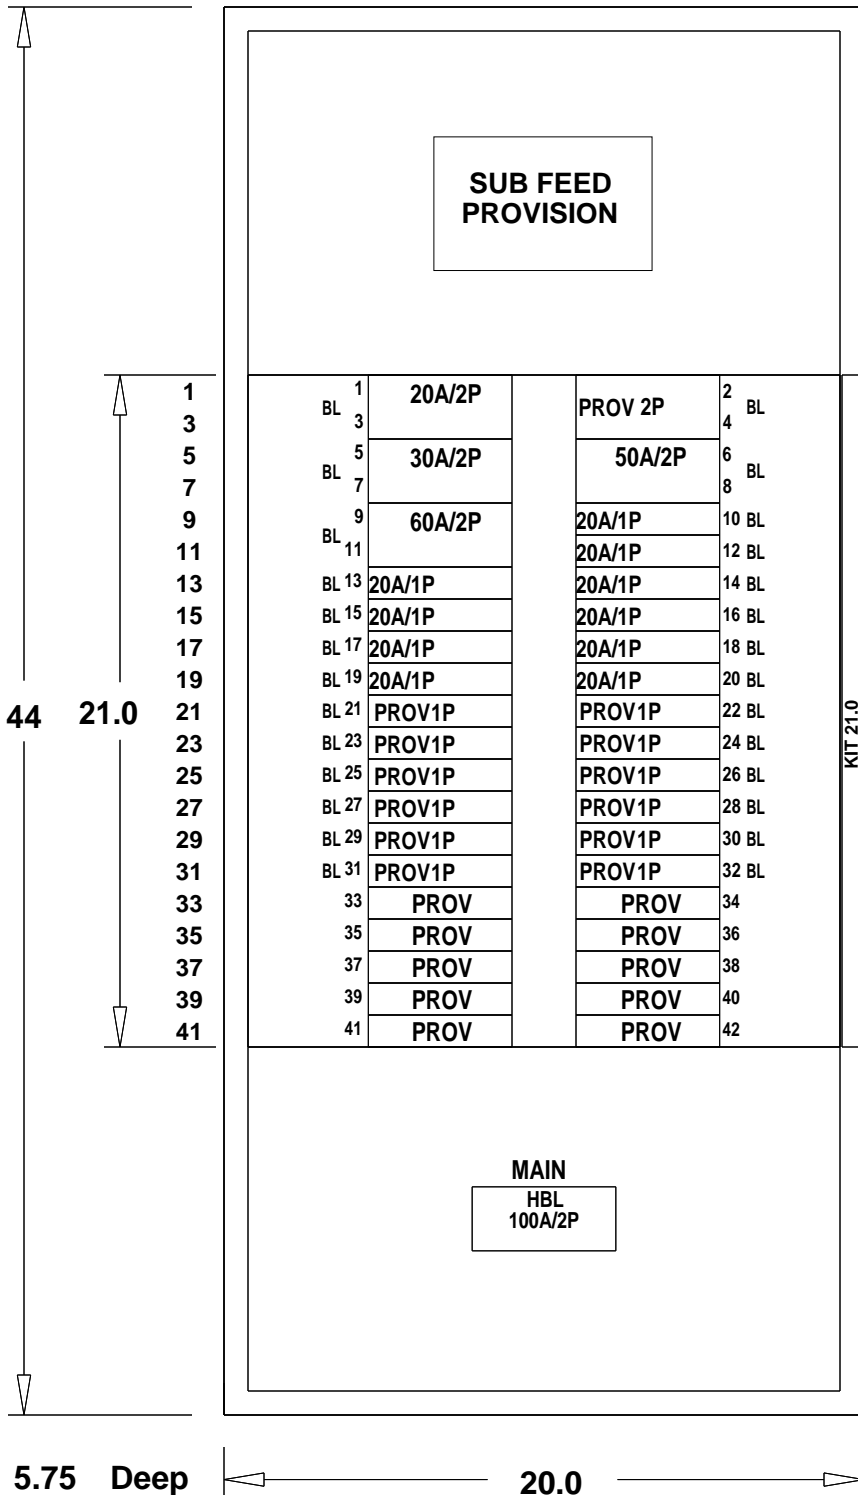 SUB FEED
PROVISION
1 BL 1 20A/2P PROV 2P 2 BL
3 3 4
5 BL 5 30A/2P 50A/2P 6 BL
7 7 8
9 BL 9 60A/2P 20A/1P 10 BL
11 11 20A/1P 12 BL
13 BL 13 20A/1P 20A/1P 14 BL
15 BL 15 20A/1P 20A/1P 16 BL
17 BL 17 20A/1P 20A/1P 18 BL
19 BL 19 20A/1P 20A/1P 20 BL
44 21.0 21 BL 21 PROV1P PROV1P 22 BL KIT 21.0
23 BL 23 PROV1P PROV1P 24 BL
25 BL 25 PROV1P PROV1P 26 BL
27 BL 27 PROV1P PROV1P 28 BL
29 BL 29 PROV1P PROV1P 30 BL
31 BL 31 PROV1P PROV1P 32 BL
33 33 PROV PROV 34
35 35 PROV PROV 36
37 37 PROV PROV 38
39 39 PROV PROV 40
41 41 PROV PROV 42
MAIN
HBL
100A/2P
5.75 Deep 20.0